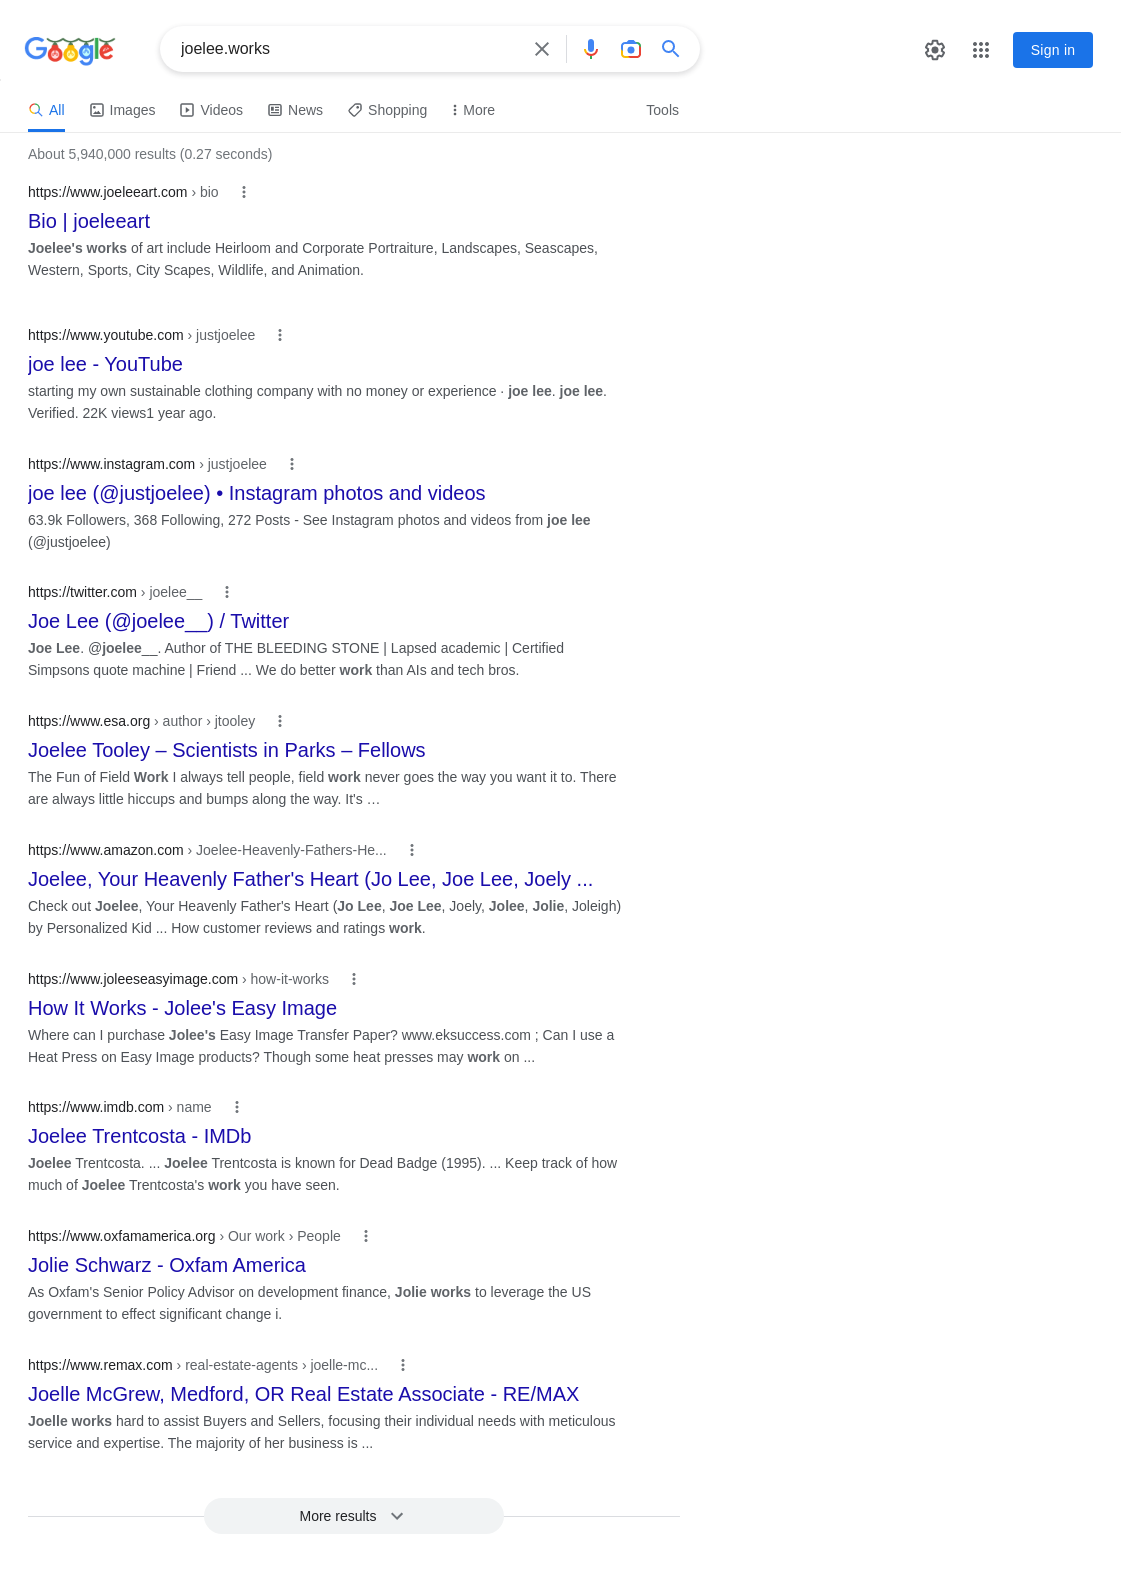 Google
joelee.works
Sign in
All Images Videos News Shopping More Tools
About 5,940,000 results (0.27 seconds)
https://www.joeleeart.com › bio
Bio | joeleeart
Joelee's works of art include Heirloom and Corporate Portraiture, Landscapes, Seascapes,
Western, Sports, City Scapes, Wildlife, and Animation.
https://www.youtube.com › justjoelee
joe lee - YouTube
starting my own sustainable clothing company with no money or experience · joe lee. joe lee.
Verified. 22K views1 year ago.
https://www.instagram.com › justjoelee
joe lee (@justjoelee) • Instagram photos and videos
63.9k Followers, 368 Following, 272 Posts - See Instagram photos and videos from joe lee
(@justjoelee)
https://twitter.com › joelee__
Joe Lee (@joelee__) / Twitter
Joe Lee. @joelee__. Author of THE BLEEDING STONE | Lapsed academic | Certified
Simpsons quote machine | Friend ... We do better work than AIs and tech bros.
https://www.esa.org › author › jtooley
Joelee Tooley – Scientists in Parks – Fellows
The Fun of Field Work I always tell people, field work never goes the way you want it to. There
are always little hiccups and bumps along the way. It's …
https://www.amazon.com › Joelee-Heavenly-Fathers-He...
Joelee, Your Heavenly Father's Heart (Jo Lee, Joe Lee, Joely ...
Check out Joelee, Your Heavenly Father's Heart (Jo Lee, Joe Lee, Joely, Jolee, Jolie, Joleigh)
by Personalized Kid ... How customer reviews and ratings work.
https://www.joleeseasyimage.com › how-it-works
How It Works - Jolee's Easy Image
Where can I purchase Jolee's Easy Image Transfer Paper? www.eksuccess.com ; Can I use a
Heat Press on Easy Image products? Though some heat presses may work on ...
https://www.imdb.com › name
Joelee Trentcosta - IMDb
Joelee Trentcosta. ... Joelee Trentcosta is known for Dead Badge (1995). ... Keep track of how
much of Joelee Trentcosta's work you have seen.
https://www.oxfamamerica.org › Our work › People
Jolie Schwarz - Oxfam America
As Oxfam's Senior Policy Advisor on development finance, Jolie works to leverage the US
government to effect significant change i.
https://www.remax.com › real-estate-agents › joelle-mc...
Joelle McGrew, Medford, OR Real Estate Associate - RE/MAX
Joelle works hard to assist Buyers and Sellers, focusing their individual needs with meticulous
service and expertise. The majority of her business is ...
More results